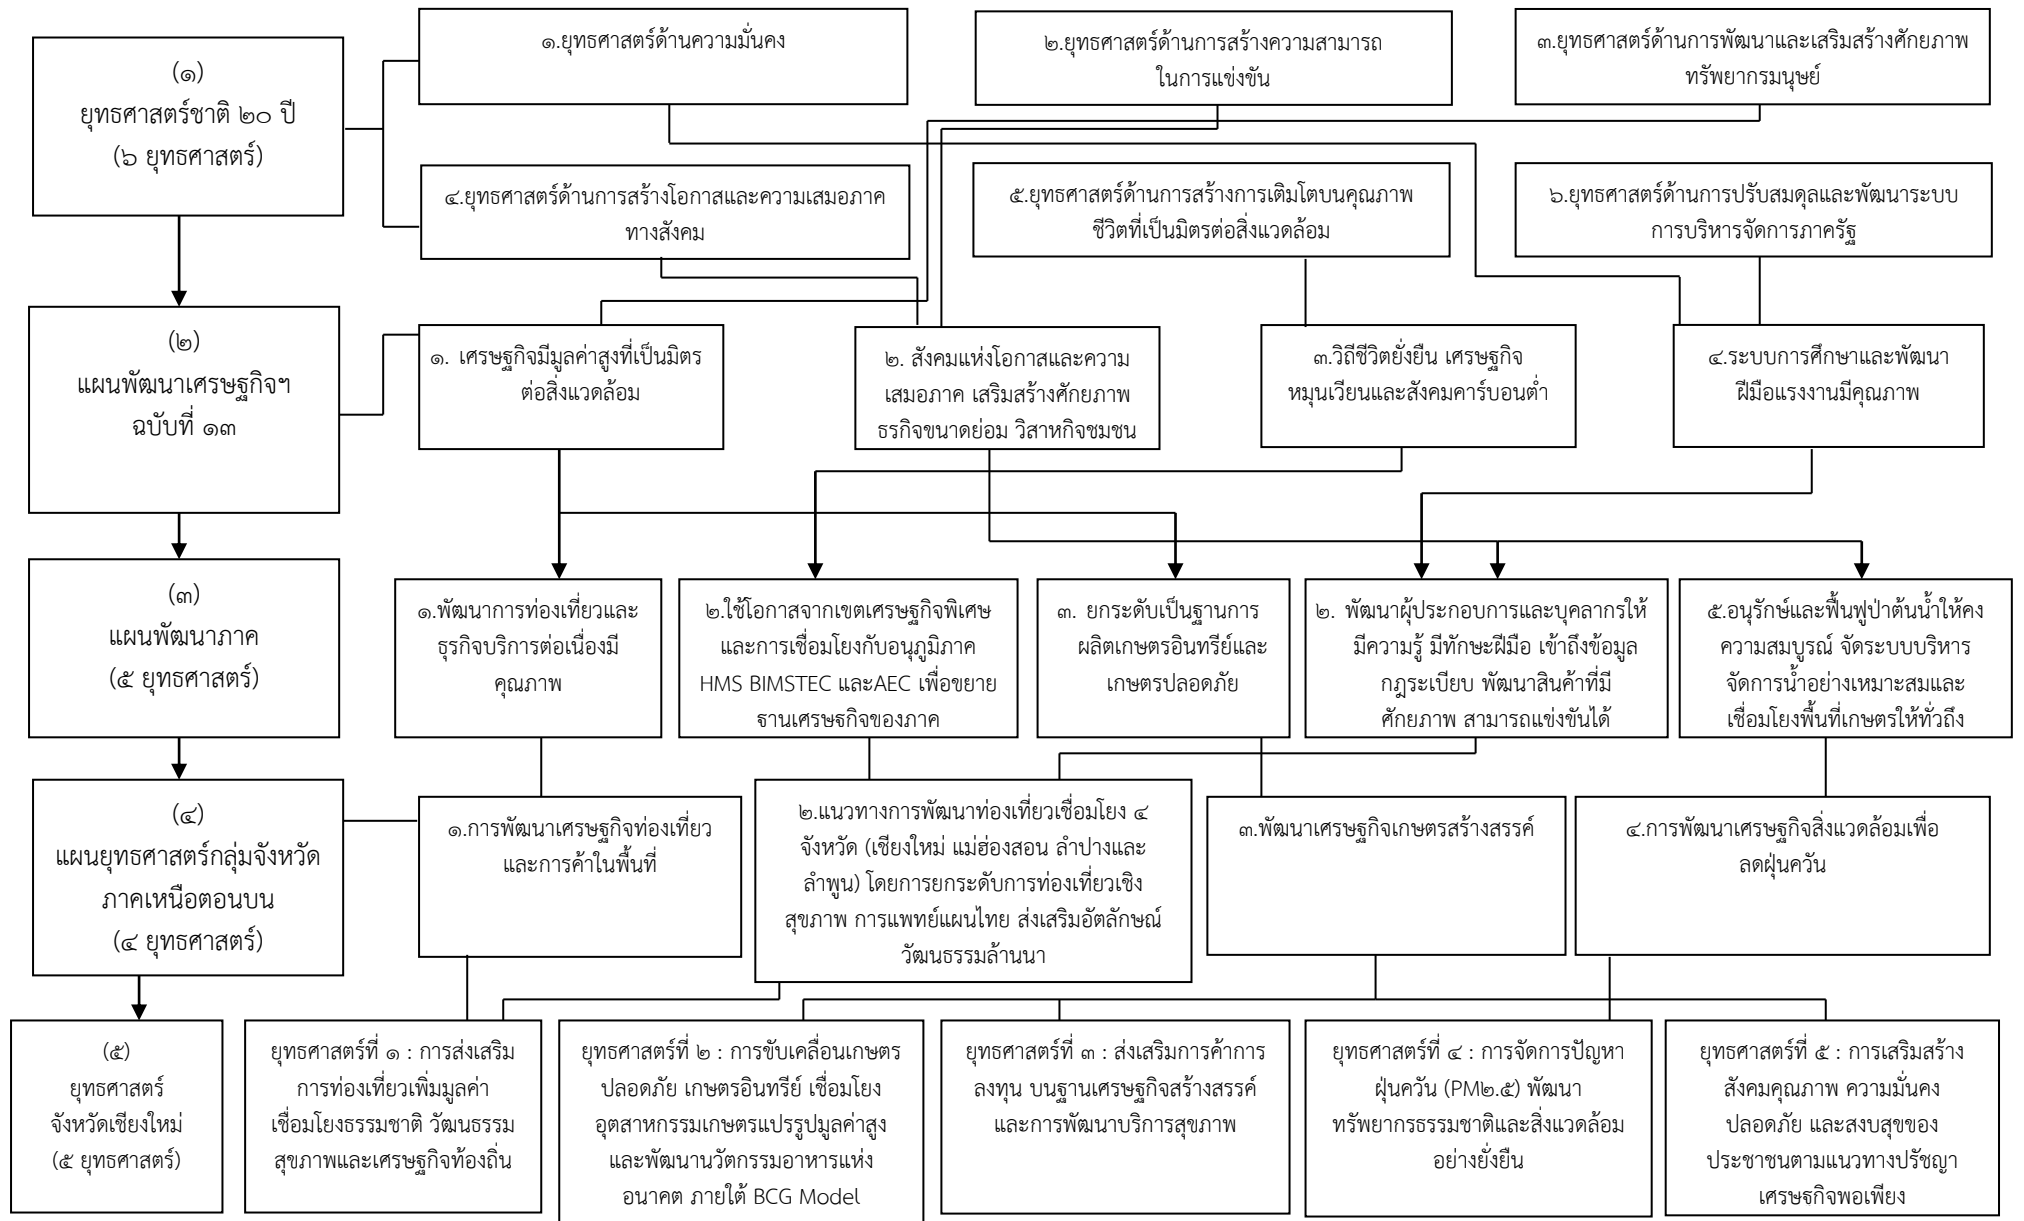 (๑)
ยุทธศาสตร์ชาติ ๒๐ ปี
(๖ ยุทธศาสตร์)
๑.ยุทธศาสตร์ด้านความมั่นคง
๒.ยุทธศาสตร์ด้านการสร้างความสามารถ
ในการแข่งขัน
๓.ยุทธศาสตร์ด้านการพัฒนาและเสริมสร้างศักยภาพ
ทรัพยากรมนุษย์
๔.ยุทธศาสตร์ด้านการสร้างโอกาสและความเสมอภาค
ทางสังคม
๕.ยุทธศาสตร์ด้านการสร้างการเติมโตบนคุณภาพ
ชีวิตที่เป็นมิตรต่อสิ่งแวดล้อม
๖.ยุทธศาสตร์ด้านการปรับสมดุลและพัฒนาระบบ
การบริหารจัดการภาครัฐ
(๒)
แผนพัฒนาเศรษฐกิจฯ
ฉบับที่ ๑๓
๑. เศรษฐกิจมีมูลค่าสูงที่เป็นมิตร
ต่อสิ่งแวดล้อม
๒. สังคมแห่งโอกาสและความ
เสมอภาค เสริมสร้างศักยภาพ
ธรกิจขนาดย่อม วิสาหกิจชมชน
๓.วิถีชีวิตยั่งยืน เศรษฐกิจ
หมุนเวียนและสังคมคาร์บอนต่ำ
๔.ระบบการศึกษาและพัฒนา
ฝีมือแรงงานมีคุณภาพ
(๓)
แผนพัฒนาภาค
(๕ ยุทธศาสตร์)
๑.พัฒนาการท่องเที่ยวและ
ธุรกิจบริการต่อเนื่องมี
คุณภาพ
๒.ใช้โอกาสจากเขตเศรษฐกิจพิเศษ
และการเชื่อมโยงกับอนุภูมิภาค
HMS BIMSTEC และAEC เพื่อขยาย
ฐานเศรษฐกิจของภาค
๓. ยกระดับเป็นฐานการ
ผลิตเกษตรอินทรีย์และ
เกษตรปลอดภัย
๒. พัฒนาผู้ประกอบการและบุคลากรให้
มีความรู้ มีทักษะฝีมือ เข้าถึงข้อมูล
กฎระเบียบ พัฒนาสินค้าที่มี
ศักยภาพ สามารถแข่งขันได้
๕.อนุรักษ์และฟื้นฟูป่าต้นน้ำให้คง
ความสมบูรณ์ จัดระบบบริหาร
จัดการน้ำอย่างเหมาะสมและ
เชื่อมโยงพื้นที่เกษตรให้ทั่วถึง
(๔)
แผนยุทธศาสตร์กลุ่มจังหวัด
ภาคเหนือตอนบน
(๔ ยุทธศาสตร์)
๑.การพัฒนาเศรษฐกิจท่องเที่ยว
และการค้าในพื้นที่
๒.แนวทางการพัฒนาท่องเที่ยวเชื่อมโยง ๔
จังหวัด (เชียงใหม่ แม่ฮ่องสอน ลำปางและ
ลำพูน) โดยการยกระดับการท่องเที่ยวเชิง
สุขภาพ การแพทย์แผนไทย ส่งเสริมอัตลักษณ์
วัฒนธรรมล้านนา
๓.พัฒนาเศรษฐกิจเกษตรสร้างสรรค์
๔.การพัฒนาเศรษฐกิจสิ่งแวดล้อมเพื่อ
ลดฝุ่นควัน
(๕)
ยุทธศาสตร์
จังหวัดเชียงใหม่
(๕ ยุทธศาสตร์)
ยุทธศาสตร์ที่ ๑ : การส่งเสริม
การท่องเที่ยวเพิ่มมูลค่า
เชื่อมโยงธรรมชาติ วัฒนธรรม
สุขภาพและเศรษฐกิจท้องถิ่น
ยุทธศาสตร์ที่ ๒ : การขับเคลื่อนเกษตร
ปลอดภัย เกษตรอินทรีย์ เชื่อมโยง
อุตสาหกรรมเกษตรแปรรูปมูลค่าสูง
และพัฒนานวัตกรรมอาหารแห่ง
อนาคต ภายใต้ BCG Model
ยุทธศาสตร์ที่ ๓ : ส่งเสริมการค้าการ
ลงทุน บนฐานเศรษฐกิจสร้างสรรค์
และการพัฒนาบริการสุขภาพ
ยุทธศาสตร์ที่ ๔ : การจัดการปัญหา
ฝุ่นควัน (PM๒.๕) พัฒนา
ทรัพยากรธรรมชาติและสิ่งแวดล้อม
อย่างยั่งยืน
ยุทธศาสตร์ที่ ๕ : การเสริมสร้าง
สังคมคุณภาพ ความมั่นคง
ปลอดภัย และสงบสุขของ
ประชาชนตามแนวทางปรัชญา
เศรษฐกิจพอเพียง